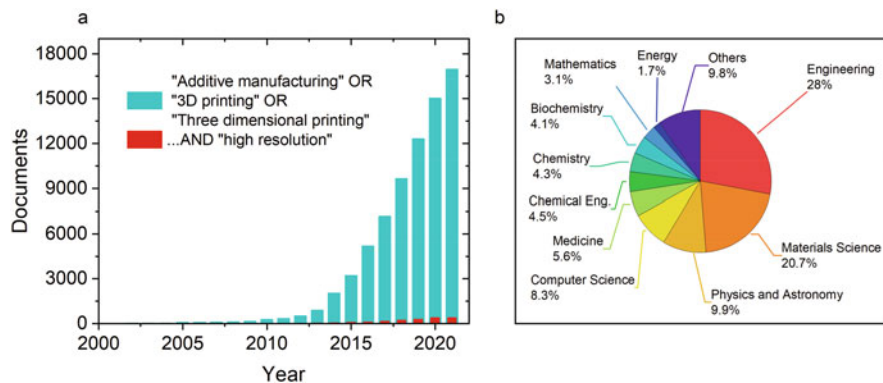 a
18000
15000
12000
9000
6000
3000
0
Documents
"Additive manufacturing" OR
"3D printing" OR
"Three dimensional printing"
...AND "high resolution"
2000
2005
2010
2015
2020
Year
b
Mathematics
3.1%
Energy
1.7%
Others
9.8%
Engineering
28%
Biochemistry
4.1%
Chemistry
4.3%
Chemical Eng.
4.5%
Medicine
5.6%
Computer Science
8.3%
Physics and Astronomy
9.9%
Materials Science
20.7%